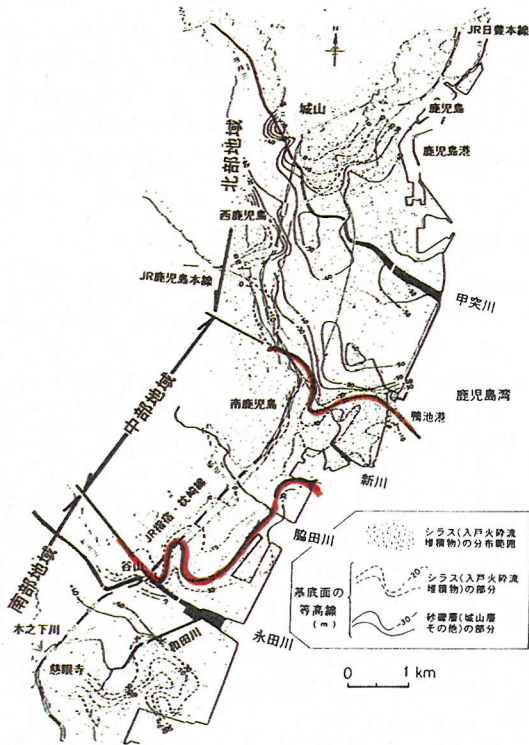 N
JR日豊本線
城山
鹿児島
鹿児島港
北部地域
西鹿児島
JR鹿児島本線
甲突川
中部地域
南鹿児島
鹿児島湾
鴨池港
新川
JR指宿・枕崎線
脇田川
南部地域
谷山
木之下川
和田川
永田川
慈眼寺
シラス(入戸火砕流
堆積物)の分布範囲
基底面の
等高線
(m)
-20-
シラス(入戸火砕流
堆積物)の部分
-30-
砂礫層(城山層
その他)の部分
0 1 km